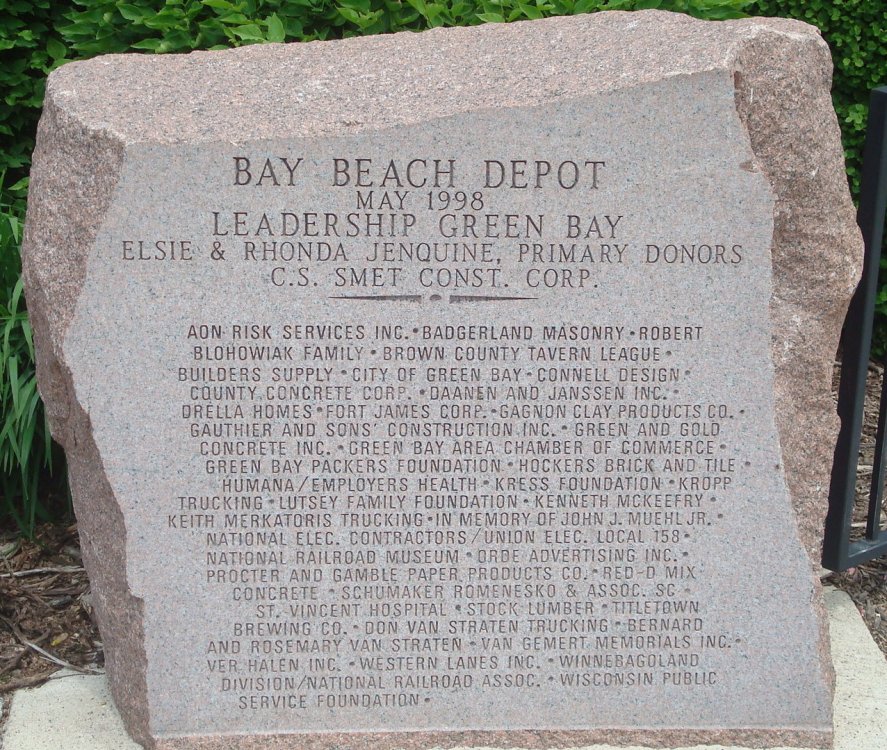 BAY BEACH DEPOT
MAY 1998
LEADERSHIP GREEN BAY
ELSIE & RHONDA JENQUINE, PRIMARY DONORS
C.S. SMET CONST. CORP.
AON RISK SERVICES INC. • BADGERLAND MASONRY • ROBERT
BLOHOWIAK FAMILY • BROWN COUNTY TAVERN LEAGUE •
BUILDERS SUPPLY • CITY OF GREEN BAY • CONNELL DESIGN •
COUNTY CONCRETE CORP. • DAANEN AND JANSSEN INC. •
DRELLA HOMES • FORT JAMES CORP. • GAGNON CLAY PRODUCTS CO. •
GAUTHIER AND SONS' CONSTRUCTION INC. • GREEN AND GOLD
CONCRETE INC. • GREEN BAY AREA CHAMBER OF COMMERCE •
GREEN BAY PACKERS FOUNDATION • HOCKERS BRICK AND TILE •
HUMANA/EMPLOYERS HEALTH • KRESS FOUNDATION • KROPP
TRUCKING • LUTSEY FAMILY FOUNDATION • KENNETH MCKEEFRY •
KEITH MERKATORIS TRUCKING • IN MEMORY OF JOHN J. MUEHL JR. •
NATIONAL ELEC. CONTRACTORS/UNION ELEC. LOCAL 158 •
NATIONAL RAILROAD MUSEUM • ORDE ADVERTISING INC. •
PROCTER AND GAMBLE PAPER PRODUCTS CO. • RED-D MIX
CONCRETE • SCHUMAKER ROMENESKO & ASSOC. SC •
ST. VINCENT HOSPITAL • STOCK LUMBER • TITLETOWN
BREWING CO. • DON VAN STRATEN TRUCKING • BERNARD
AND ROSEMARY VAN STRATEN • VAN GEMERT MEMORIALS INC. •
VER HALEN INC. • WESTERN LANES INC. • WINNEBAGOLAND
DIVISION/NATIONAL RAILROAD ASSOC. • WISCONSIN PUBLIC
SERVICE FOUNDATION •